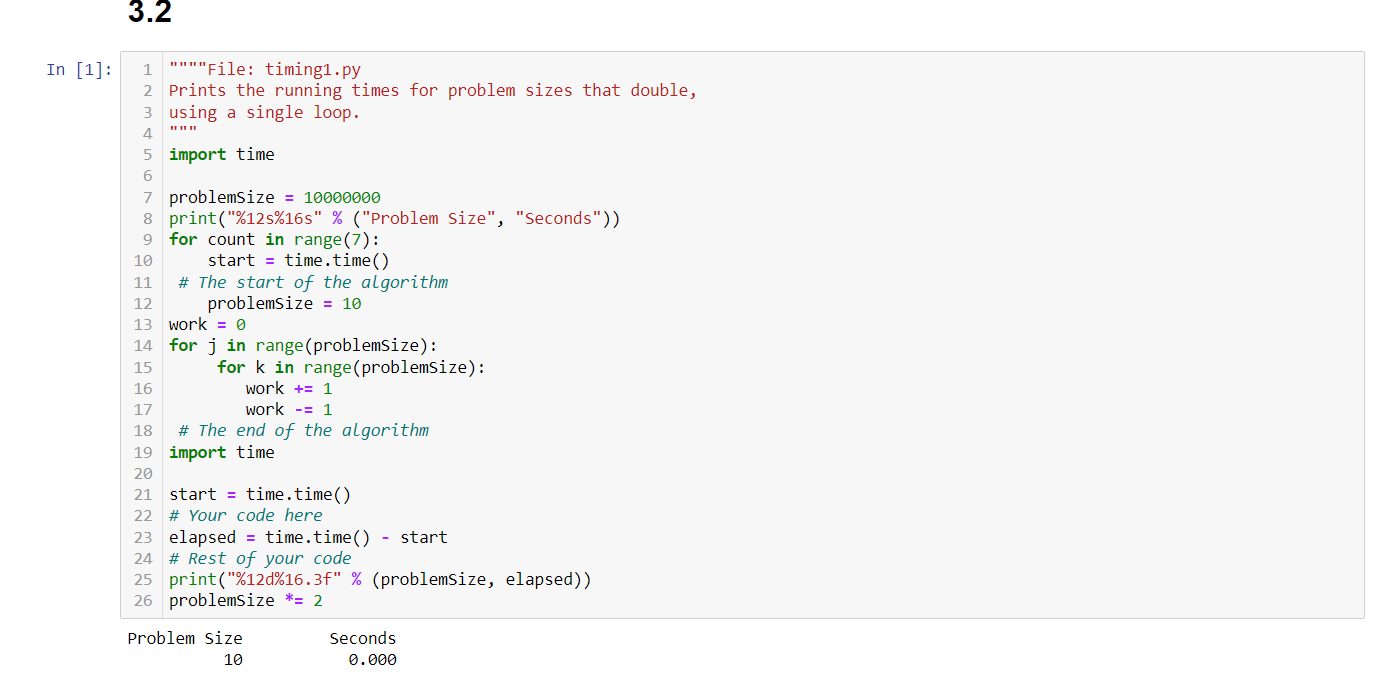 3.2
In [1]:
1 """"File: timing1.py
2 Prints the running times for problem sizes that double,
3 using a single loop.
4 """
5 import time
6
7 problemSize = 10000000
8 print("%12s%16s" % ("Problem Size", "Seconds"))
9 for count in range(7):
10     start = time.time()
11  # The start of the algorithm
12     problemSize = 10
13 work = 0
14 for j in range(problemSize):
15      for k in range(problemSize):
16         work += 1
17         work -= 1
18  # The end of the algorithm
19 import time
20
21 start = time.time()
22 # Your code here
23 elapsed = time.time() - start
24 # Rest of your code
25 print("%12d%16.3f" % (problemSize, elapsed))
26 problemSize *= 2
Problem Size         Seconds
          10           0.000